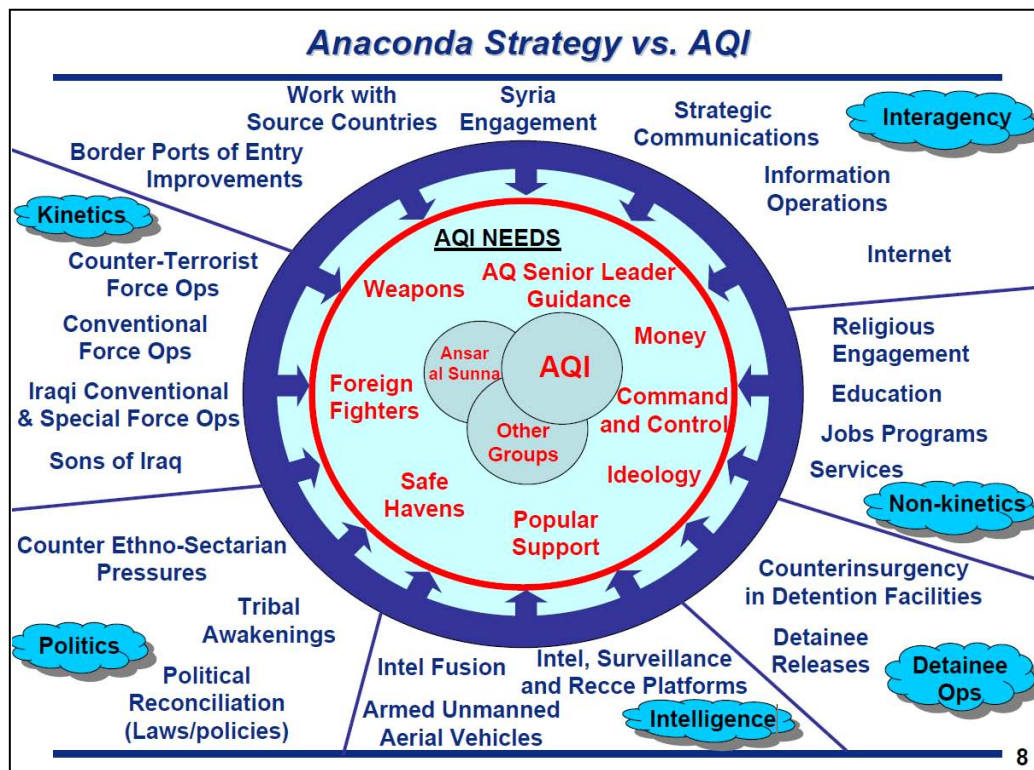 Anaconda Strategy vs. AQI
Work with
Source Countries
Syria
Engagement
Strategic
Communications
Interagency
Border Ports of Entry
Improvements
Information
Operations
Internet
Kinetics
Counter-Terrorist
Force Ops
Conventional
Force Ops
Iraqi Conventional
& Special Force Ops
Sons of Iraq
AQI NEEDS
Weapons
AQ Senior Leader
Guidance
Money
Foreign
Fighters
Ansar
al Sunna
AQI
Other
Groups
Command
and Control
Ideology
Safe
Havens
Popular
Support
Religious
Engagement
Education
Jobs Programs
Services
Non-kinetics
Counter Ethno-Sectarian
Pressures
Tribal
Awakenings
Politics
Political
Reconciliation
(Laws/policies)
Intel Fusion
Armed Unmanned
Aerial Vehicles
Intel, Surveillance
and Recce Platforms
Intelligence
Counterinsurgency
in Detention Facilities
Detainee
Releases
Detainee
Ops
8